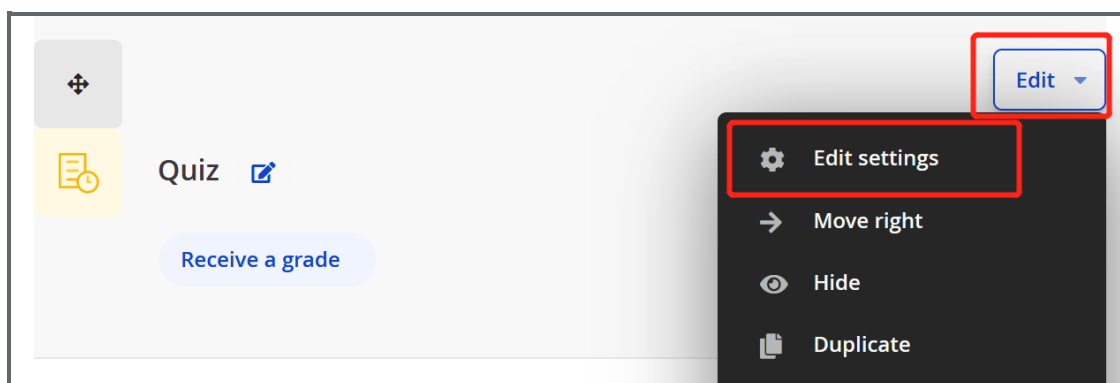 Edit
Quiz
Edit settings
Move right
Receive a grade
Hide
Duplicate